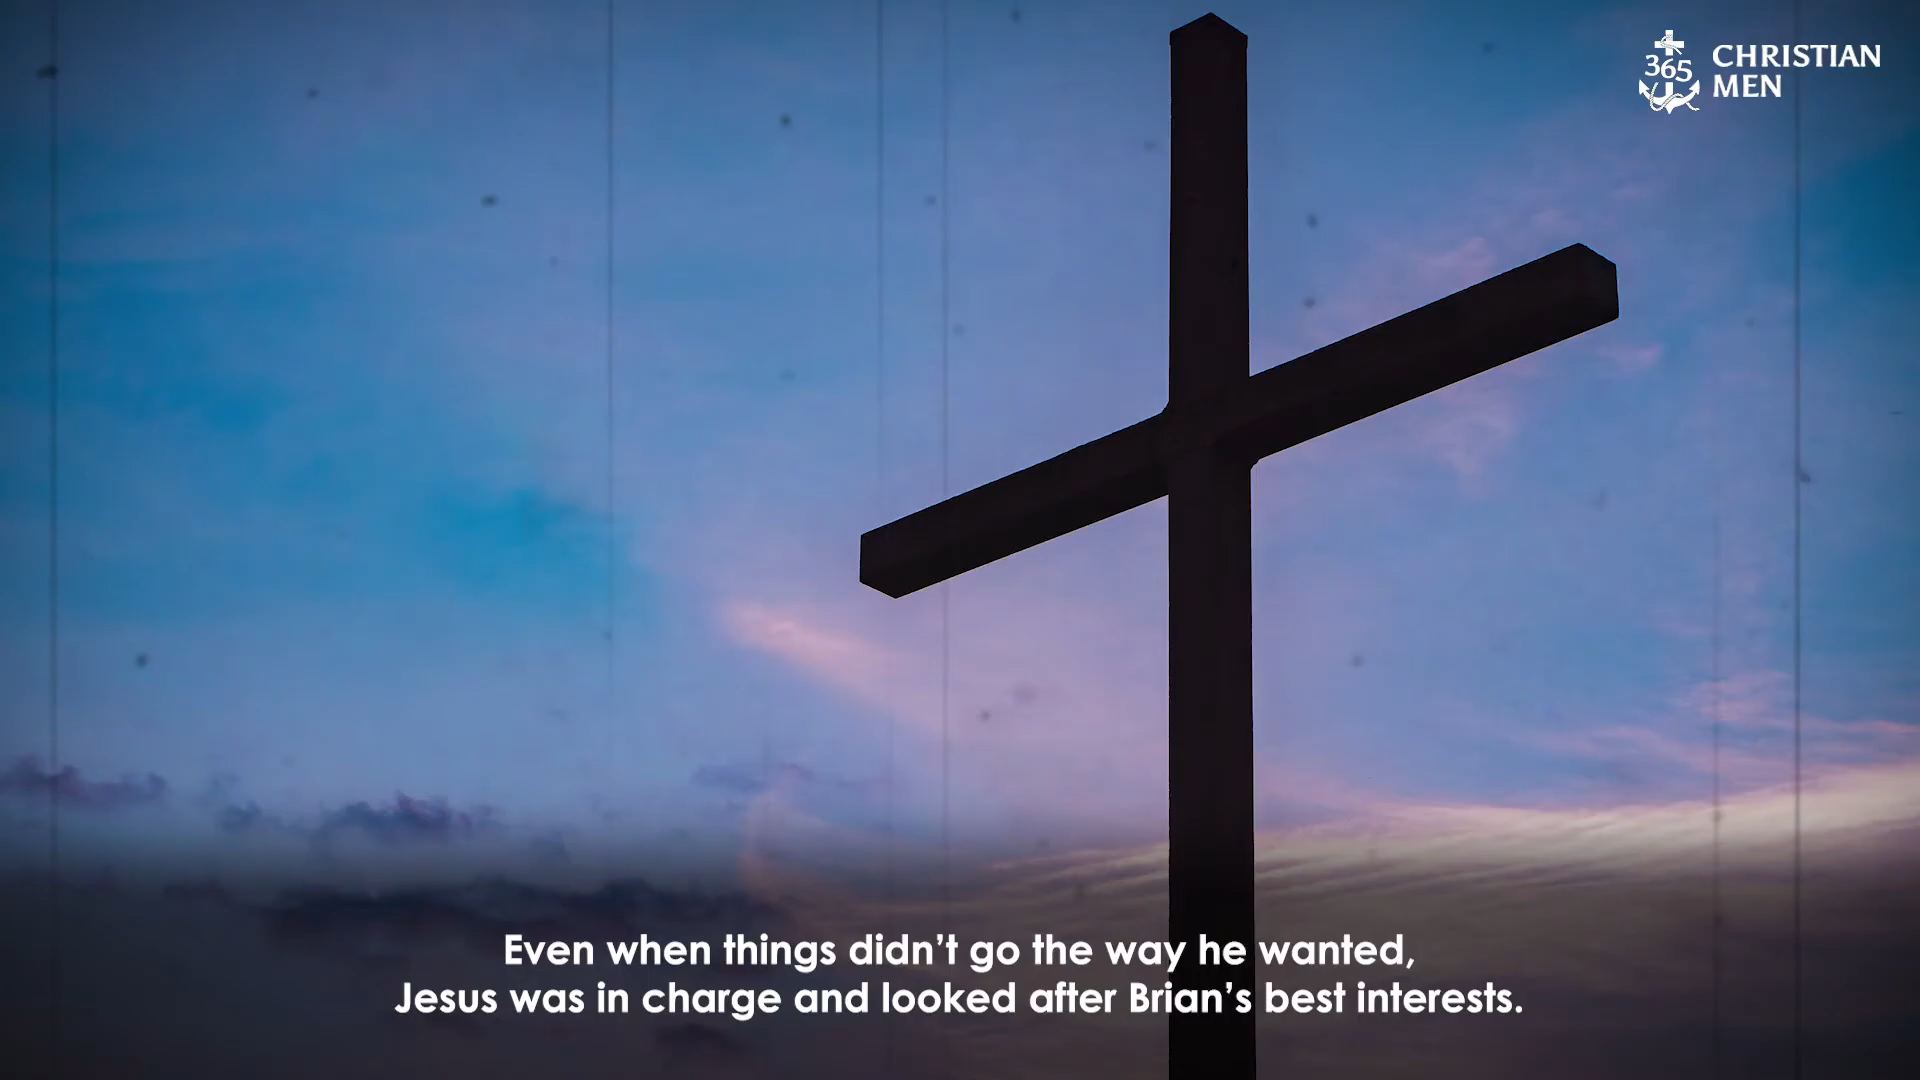 365
CHRISTIAN
MEN
Even when things didn’t go the way he wanted,
Jesus was in charge and looked after Brian’s best interests.